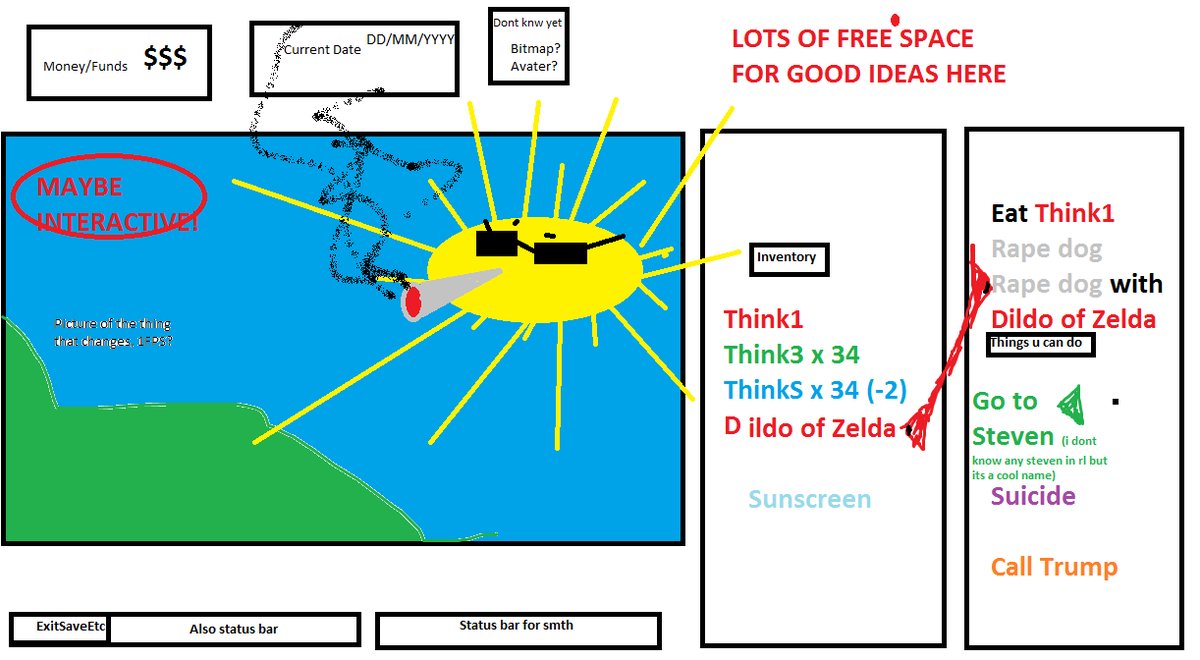 Money/Funds $$$
Current Date DD/MM/YYYY
Dont knw yet
Bitmap?
Avater?
LOTS OF FREE SPACE
FOR GOOD IDEAS HERE
MAYBE
INTERACTIVE!
Picture of the thing
that changes, 1FPS?
Inventory
Think1
Think3 x 34
ThinkS x 34 (-2)
D ildo of Zelda
Sunscreen
Eat Think1
Rape dog
Rape dog with
Dildo of Zelda
Things u can do
Go to
Steven (i dont
know any steven in rl but
its a cool name)
Suicide
Call Trump
ExitSaveEtc
Also status bar
Status bar for smth